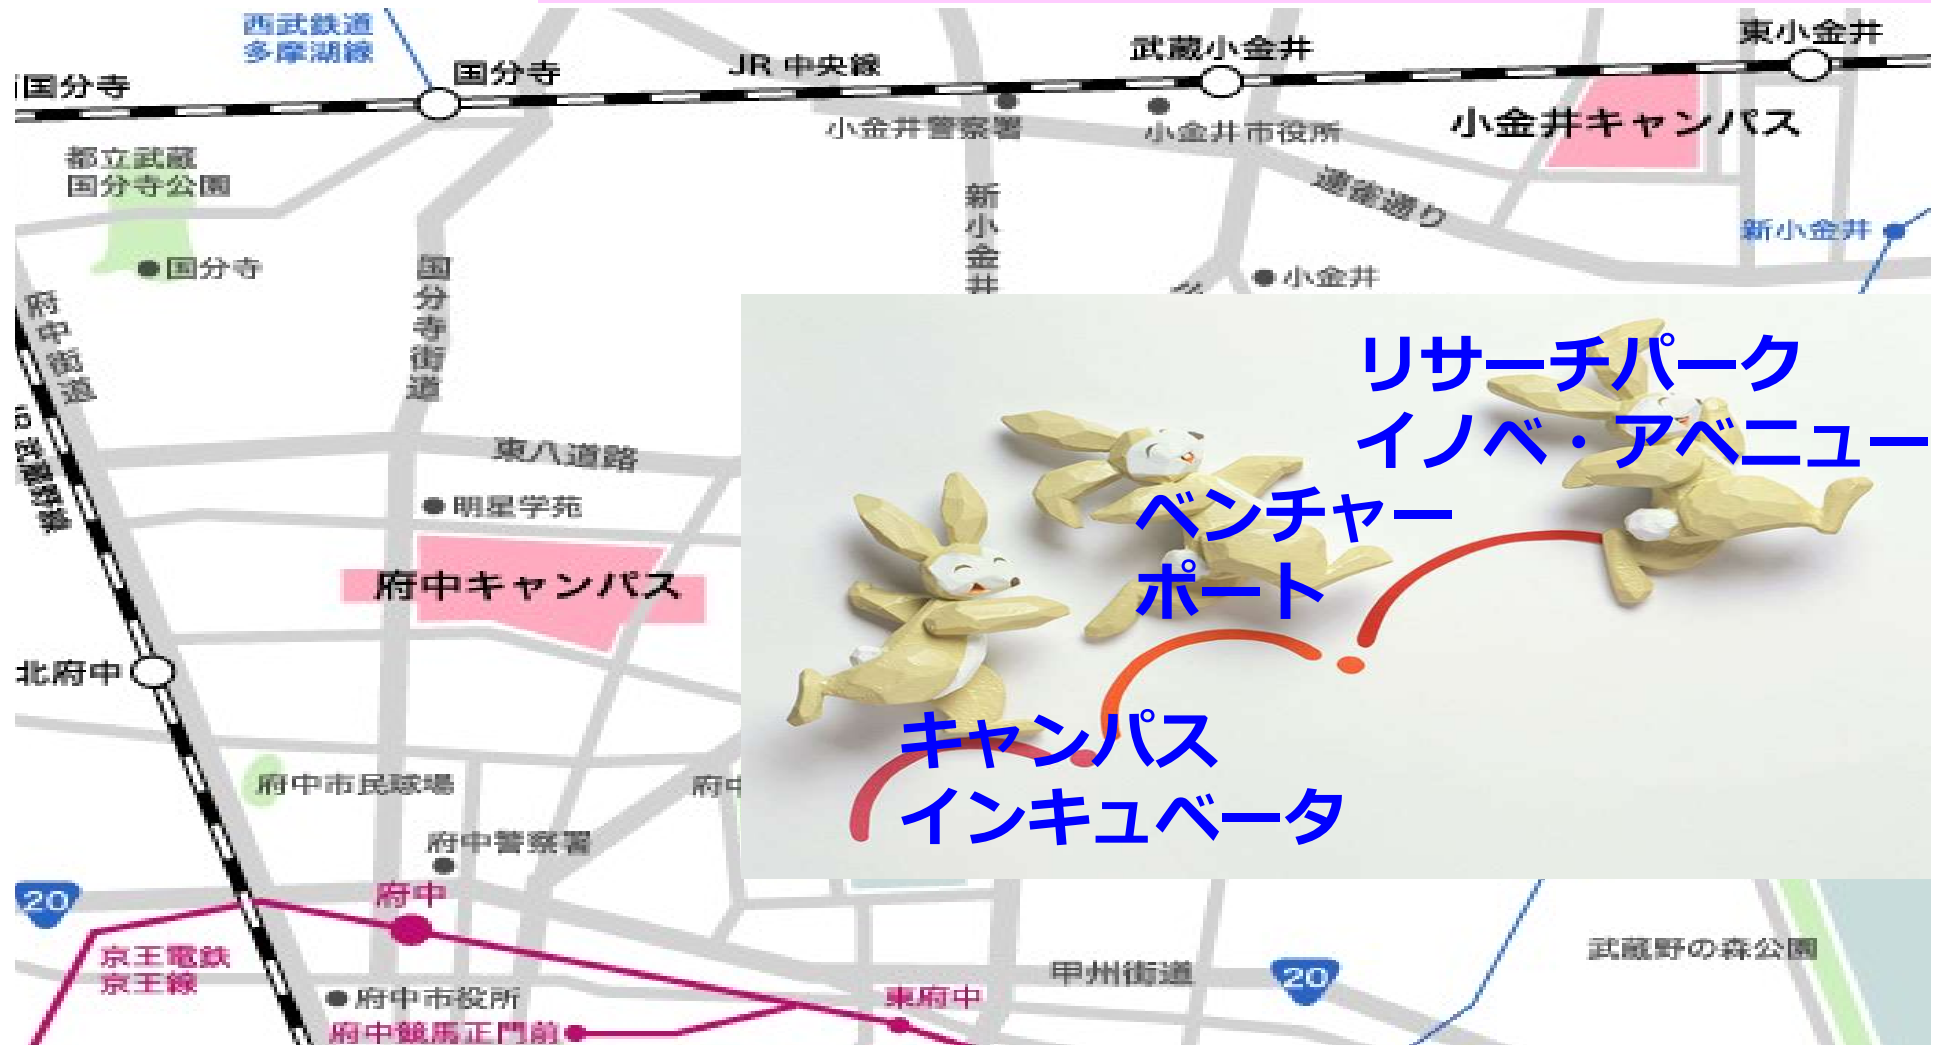 西武鉄道
多摩湖線
国分寺
国分寺
JR 中央線
武蔵小金井
東小金井
小金井警察署
小金井市役所
小金井キャンパス
都立武蔵
国分寺公園
国分寺
連雀通り
新小金井
新小金井
小金井
府中街道
国分寺街道
東八道路
明星学苑
府中キャンパス
北府中
府中市民球場
府中
府中警察署
20
府中
京王電鉄
京王線
府中市役所
府中競馬正門前
東府中
甲州街道
20
武蔵野の森公園
リサーチパーク
イノベ・アベニュー
ベンチャー
ポート
キャンパス
インキュベータ